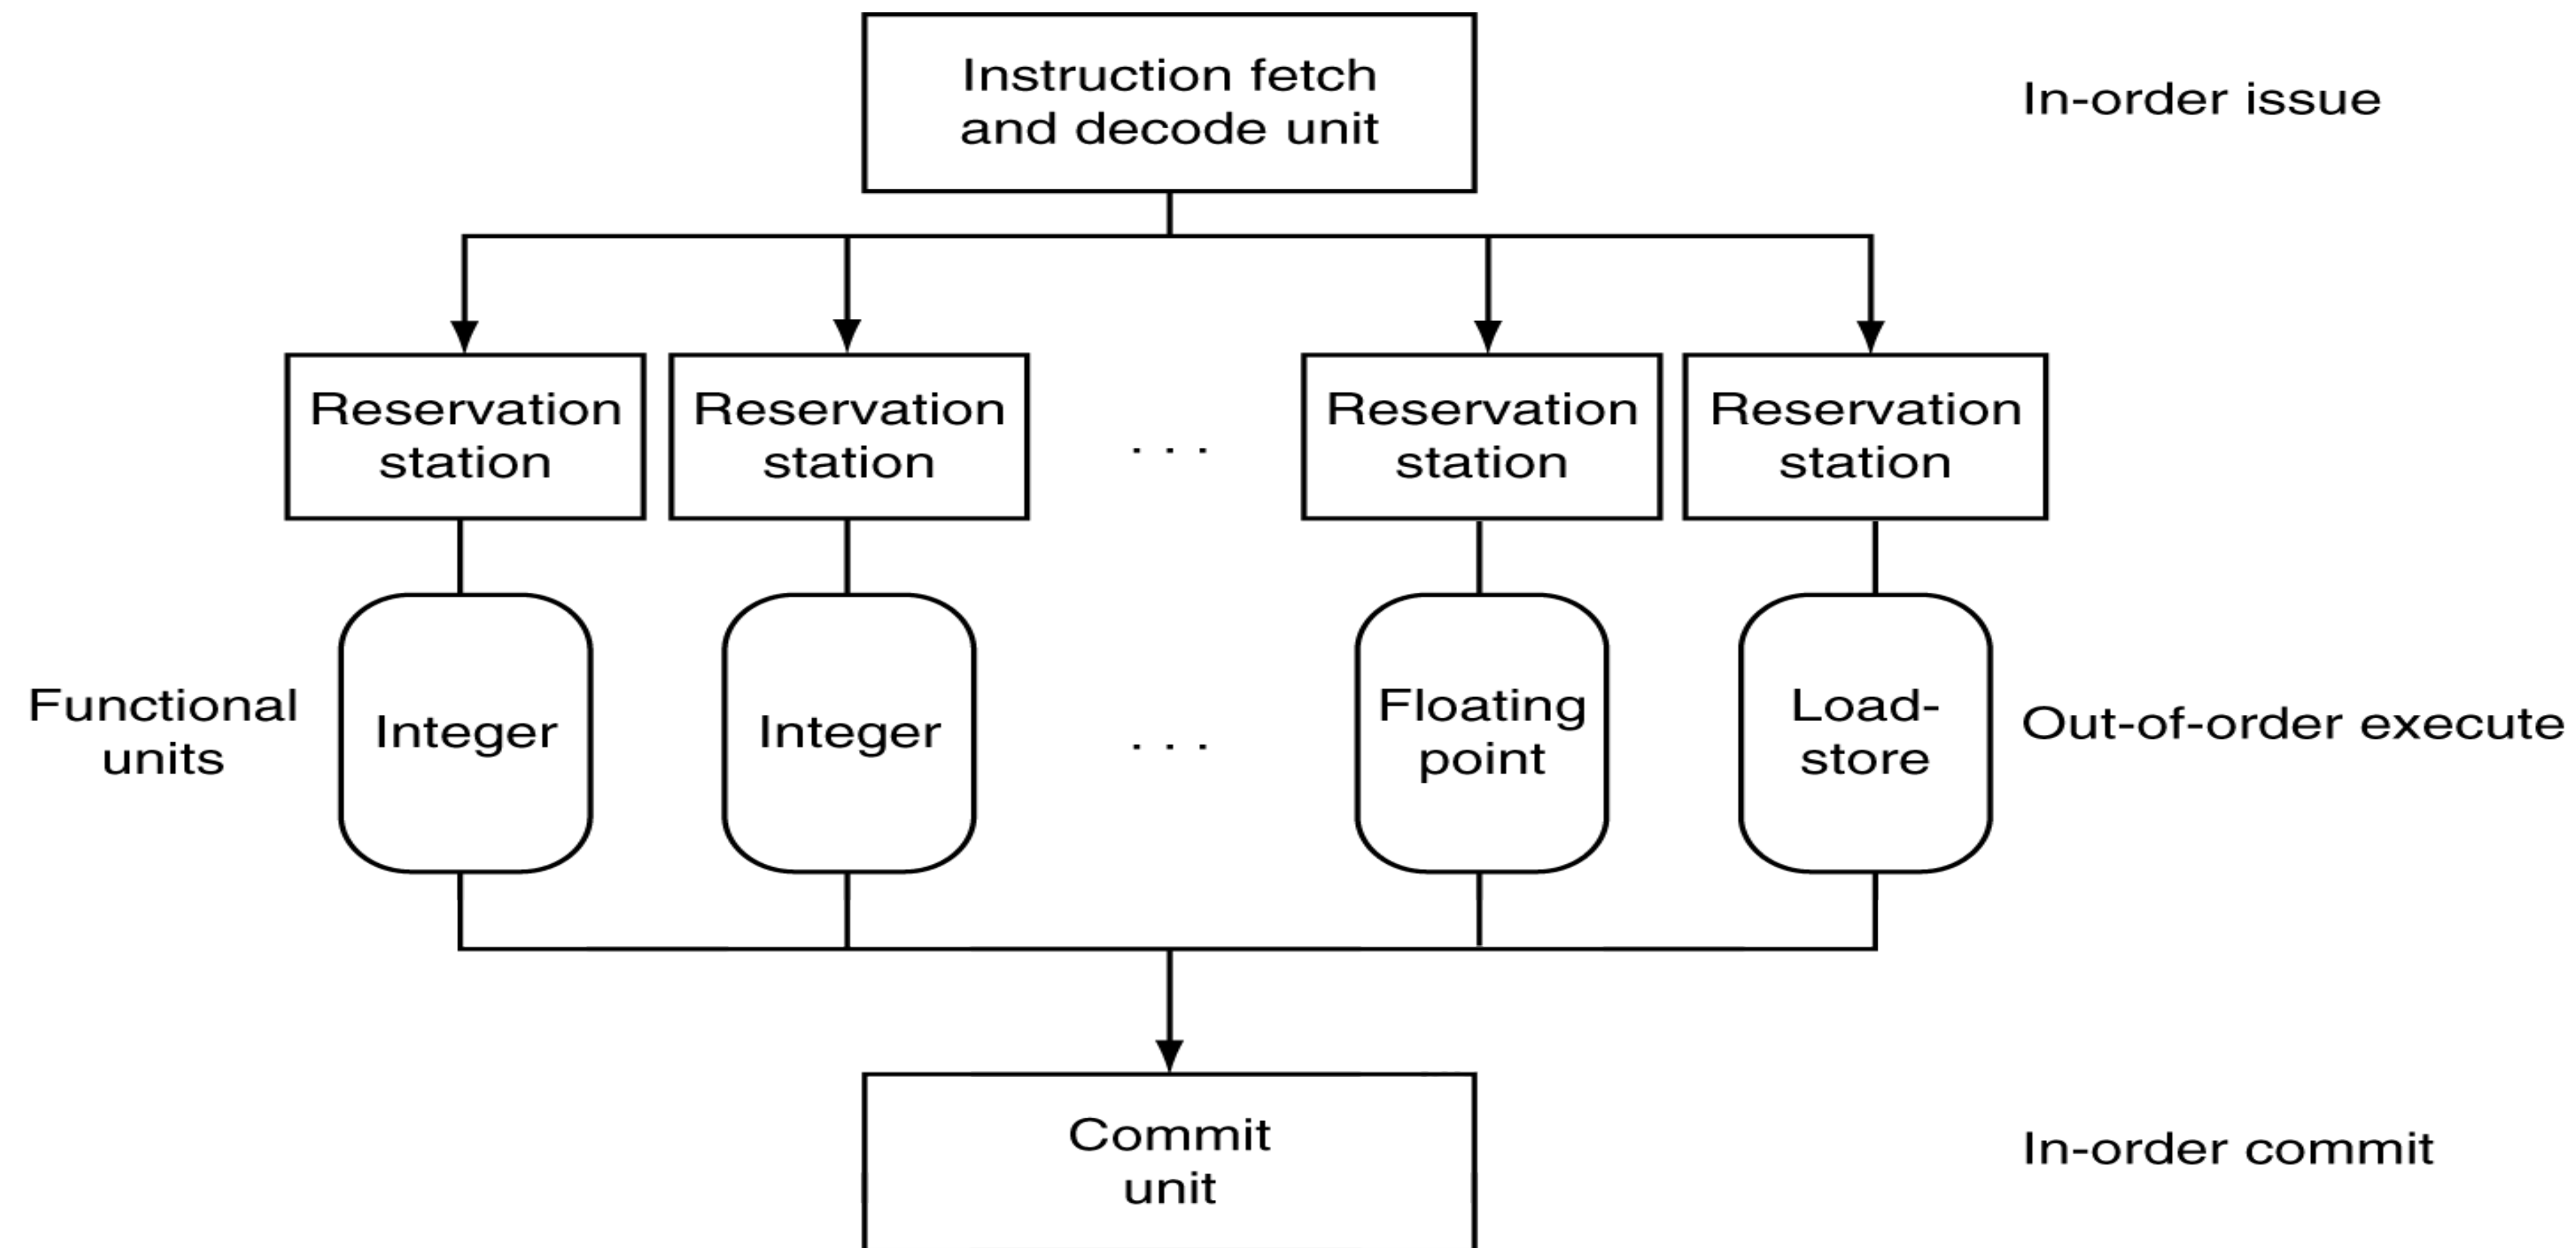 Instruction fetch
and decode unit
In-order issue
Reservation
station
Reservation
station
. . .
Reservation
station
Reservation
station
Functional
units
Integer
Integer
. . .
Floating
point
Load-
store
Out-of-order execute
Commit
unit
In-order commit